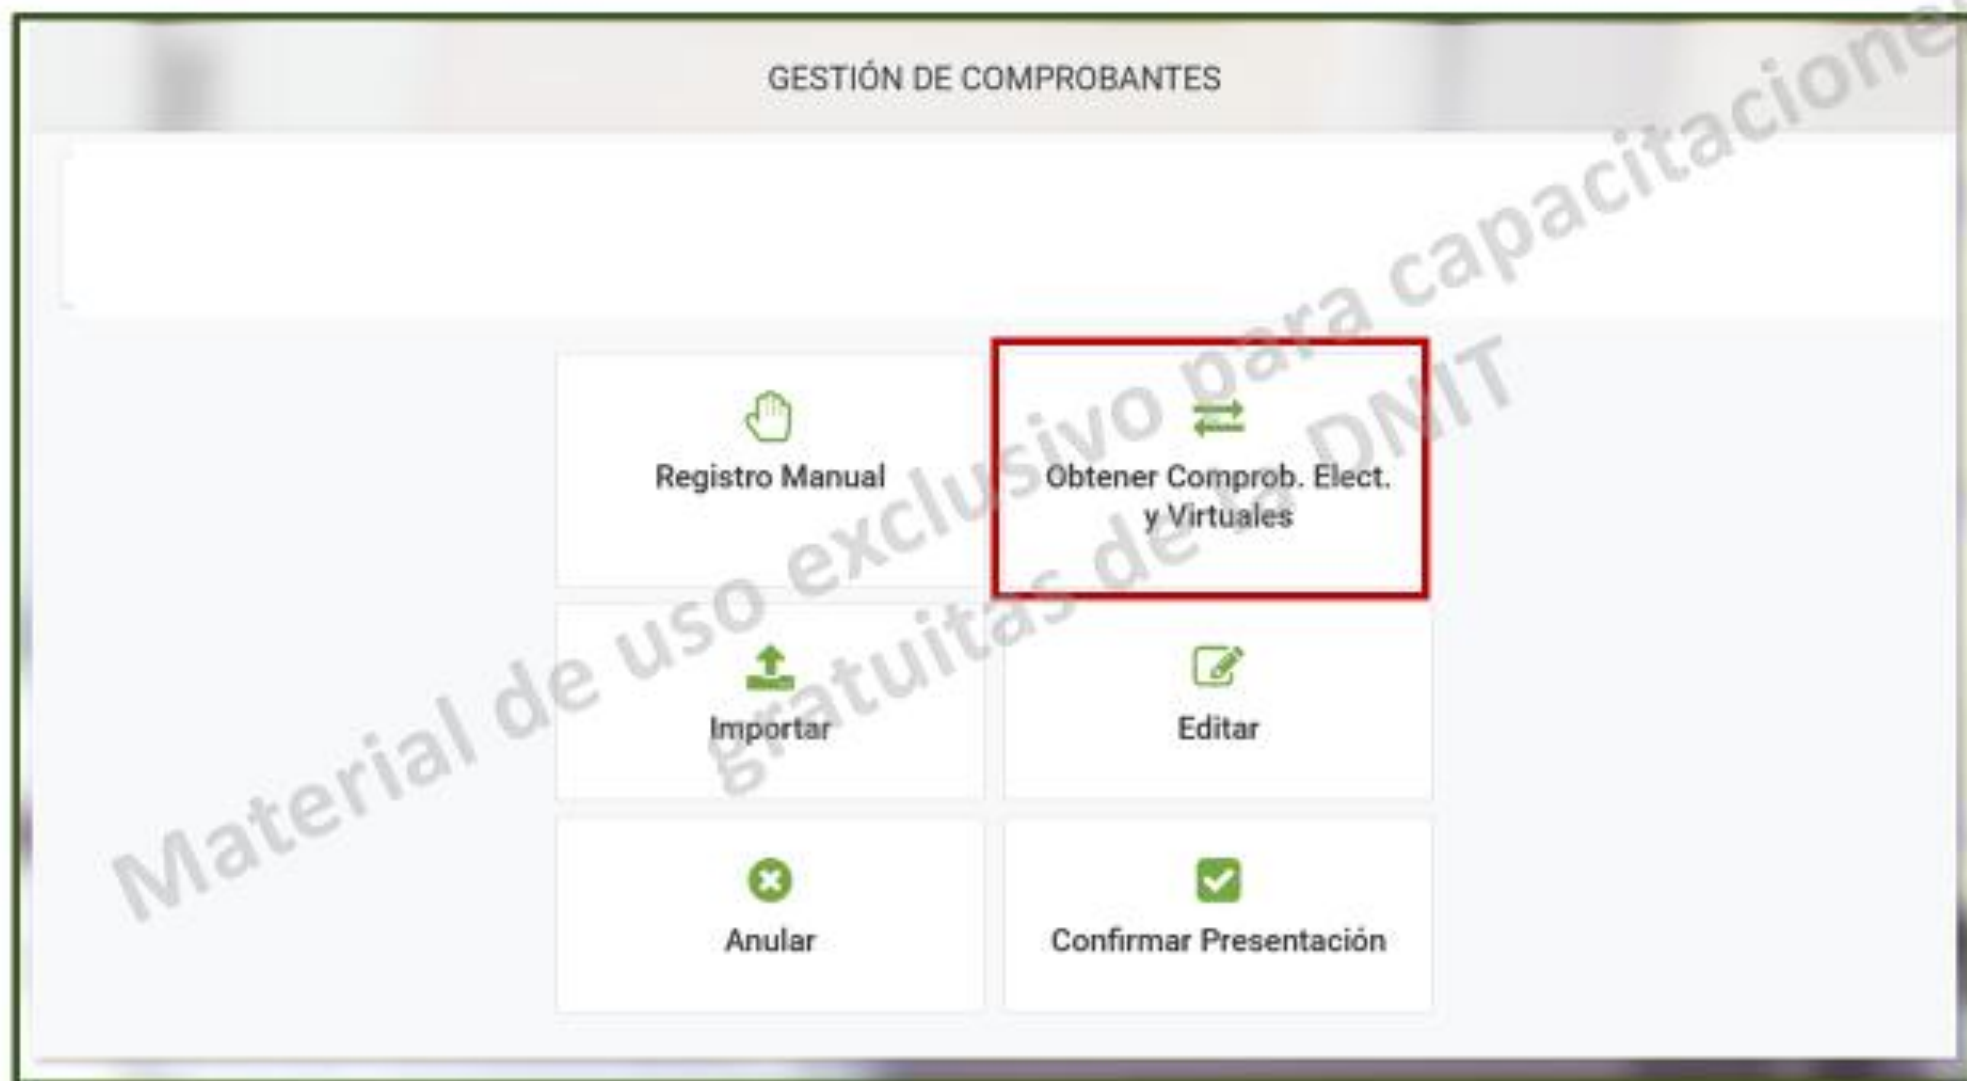 GESTIÓN DE COMPROBANTES
Registro Manual
Obtener Comprob. Elect.
y Virtuales
Importar
Editar
Anular
Confirmar Presentación
Material de uso exclusivo para capacitaciones
gratuitas de la DNIT